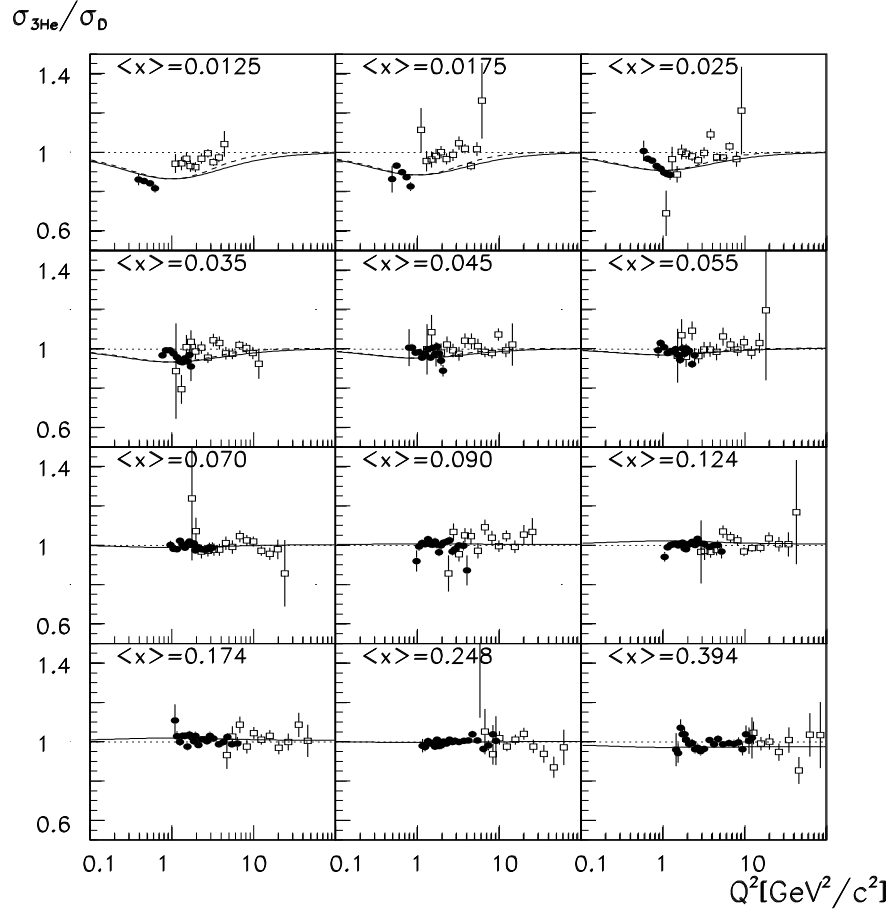 σ3He/σD
<x>=0.0125 <x>=0.0175 <x>=0.025
1.4
1
0.6
<x>=0.035 <x>=0.045 <x>=0.055
1.4
1
0.6
<x>=0.070 <x>=0.090 <x>=0.124
1.4
1
0.6
<x>=0.174 <x>=0.248 <x>=0.394
1.4
1
0.6
0.1 1 10 0.1 1 10 0.1 1 10
Q²[GeV²/c²]